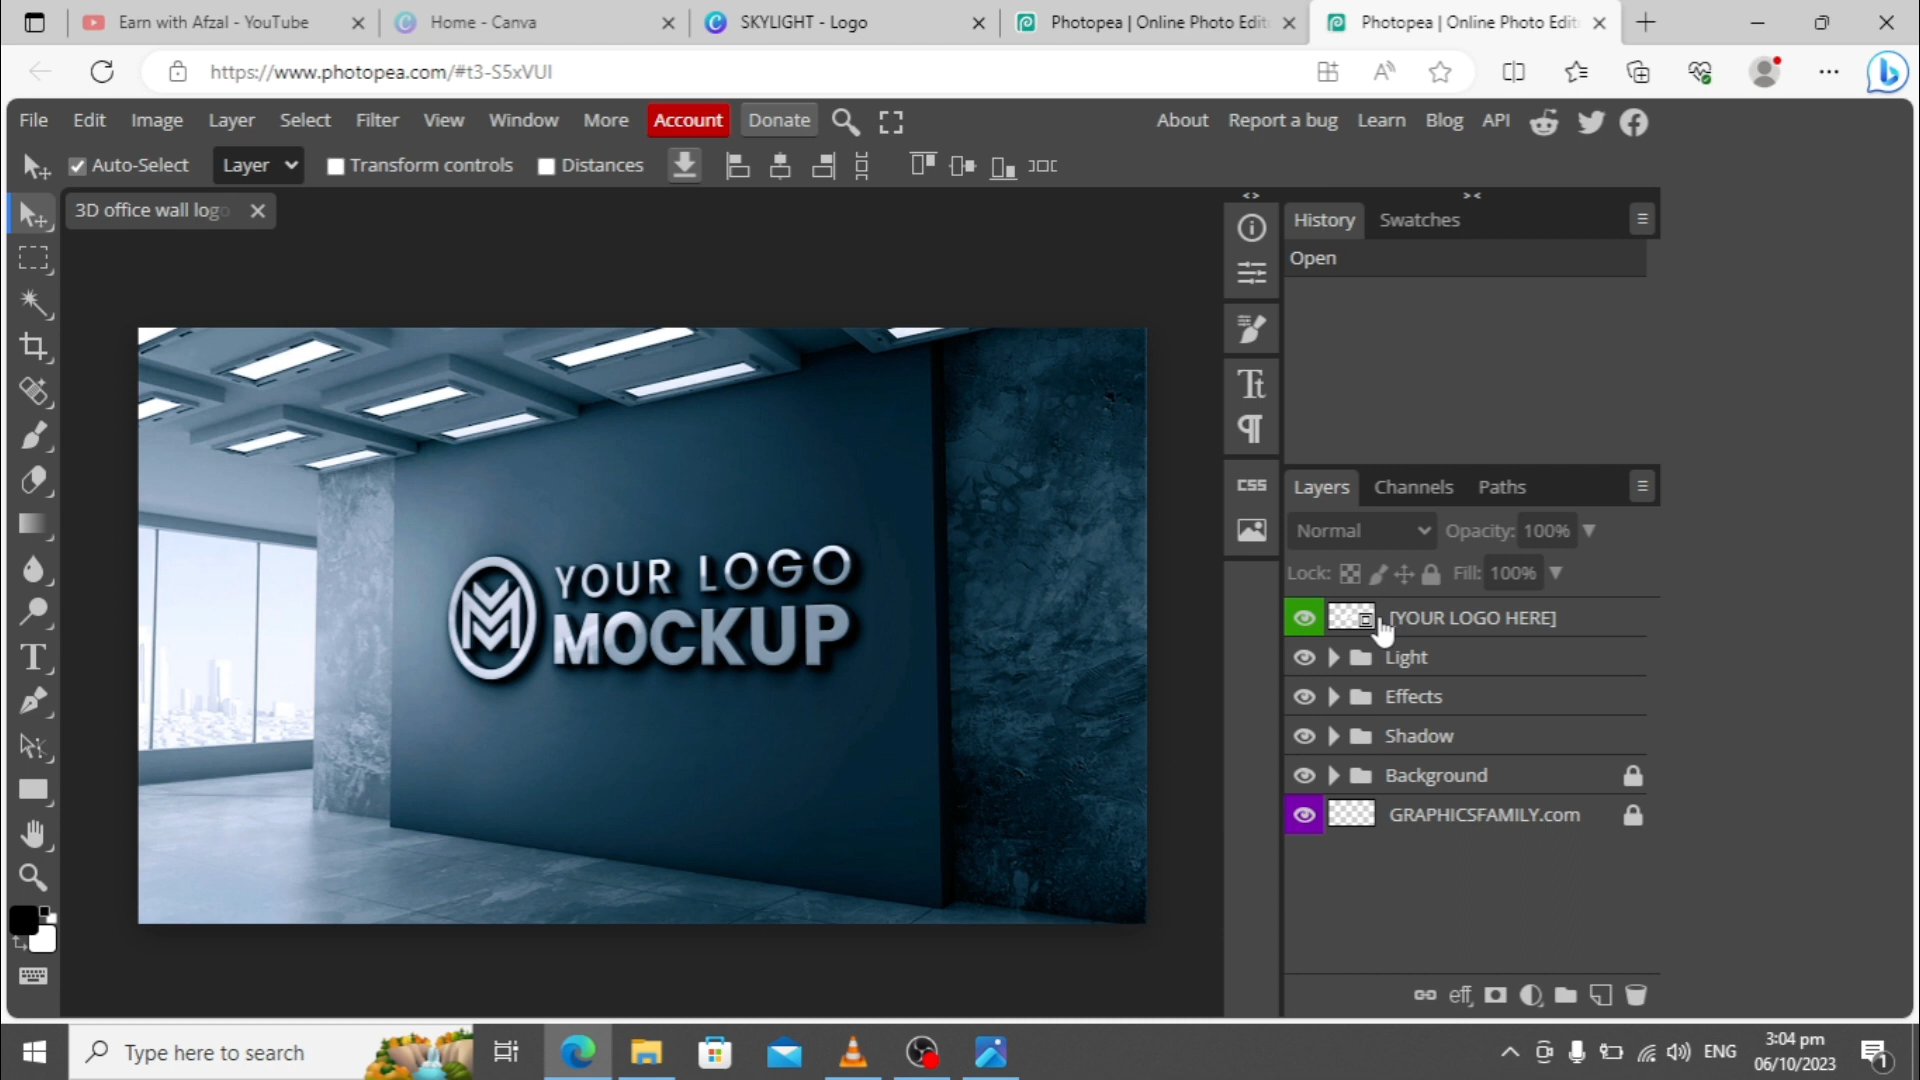 Earn with Afzal - YouTube
Home - Canva
SKYLIGHT - Logo
Photopea | Online Photo Edit
Photopea | Online Photo Edit
https://www.photopea.com/#t3-S5xVUI
File Edit Image Layer Select Filter View Window More Account Donate
About Report a bug Learn Blog API
Auto-Select Layer Transform controls Distances
3D office wall logo
History Swatches
Open
YOUR LOGO
MOCKUP
CSS
Layers Channels Paths
Normal Opacity: 100%
Lock: Fill: 100%
[YOUR LOGO HERE]
Light
Effects
Shadow
Background
GRAPHICSFAMILY.com
eff
Type here to search
ENG
3:04 pm
06/10/2023
1